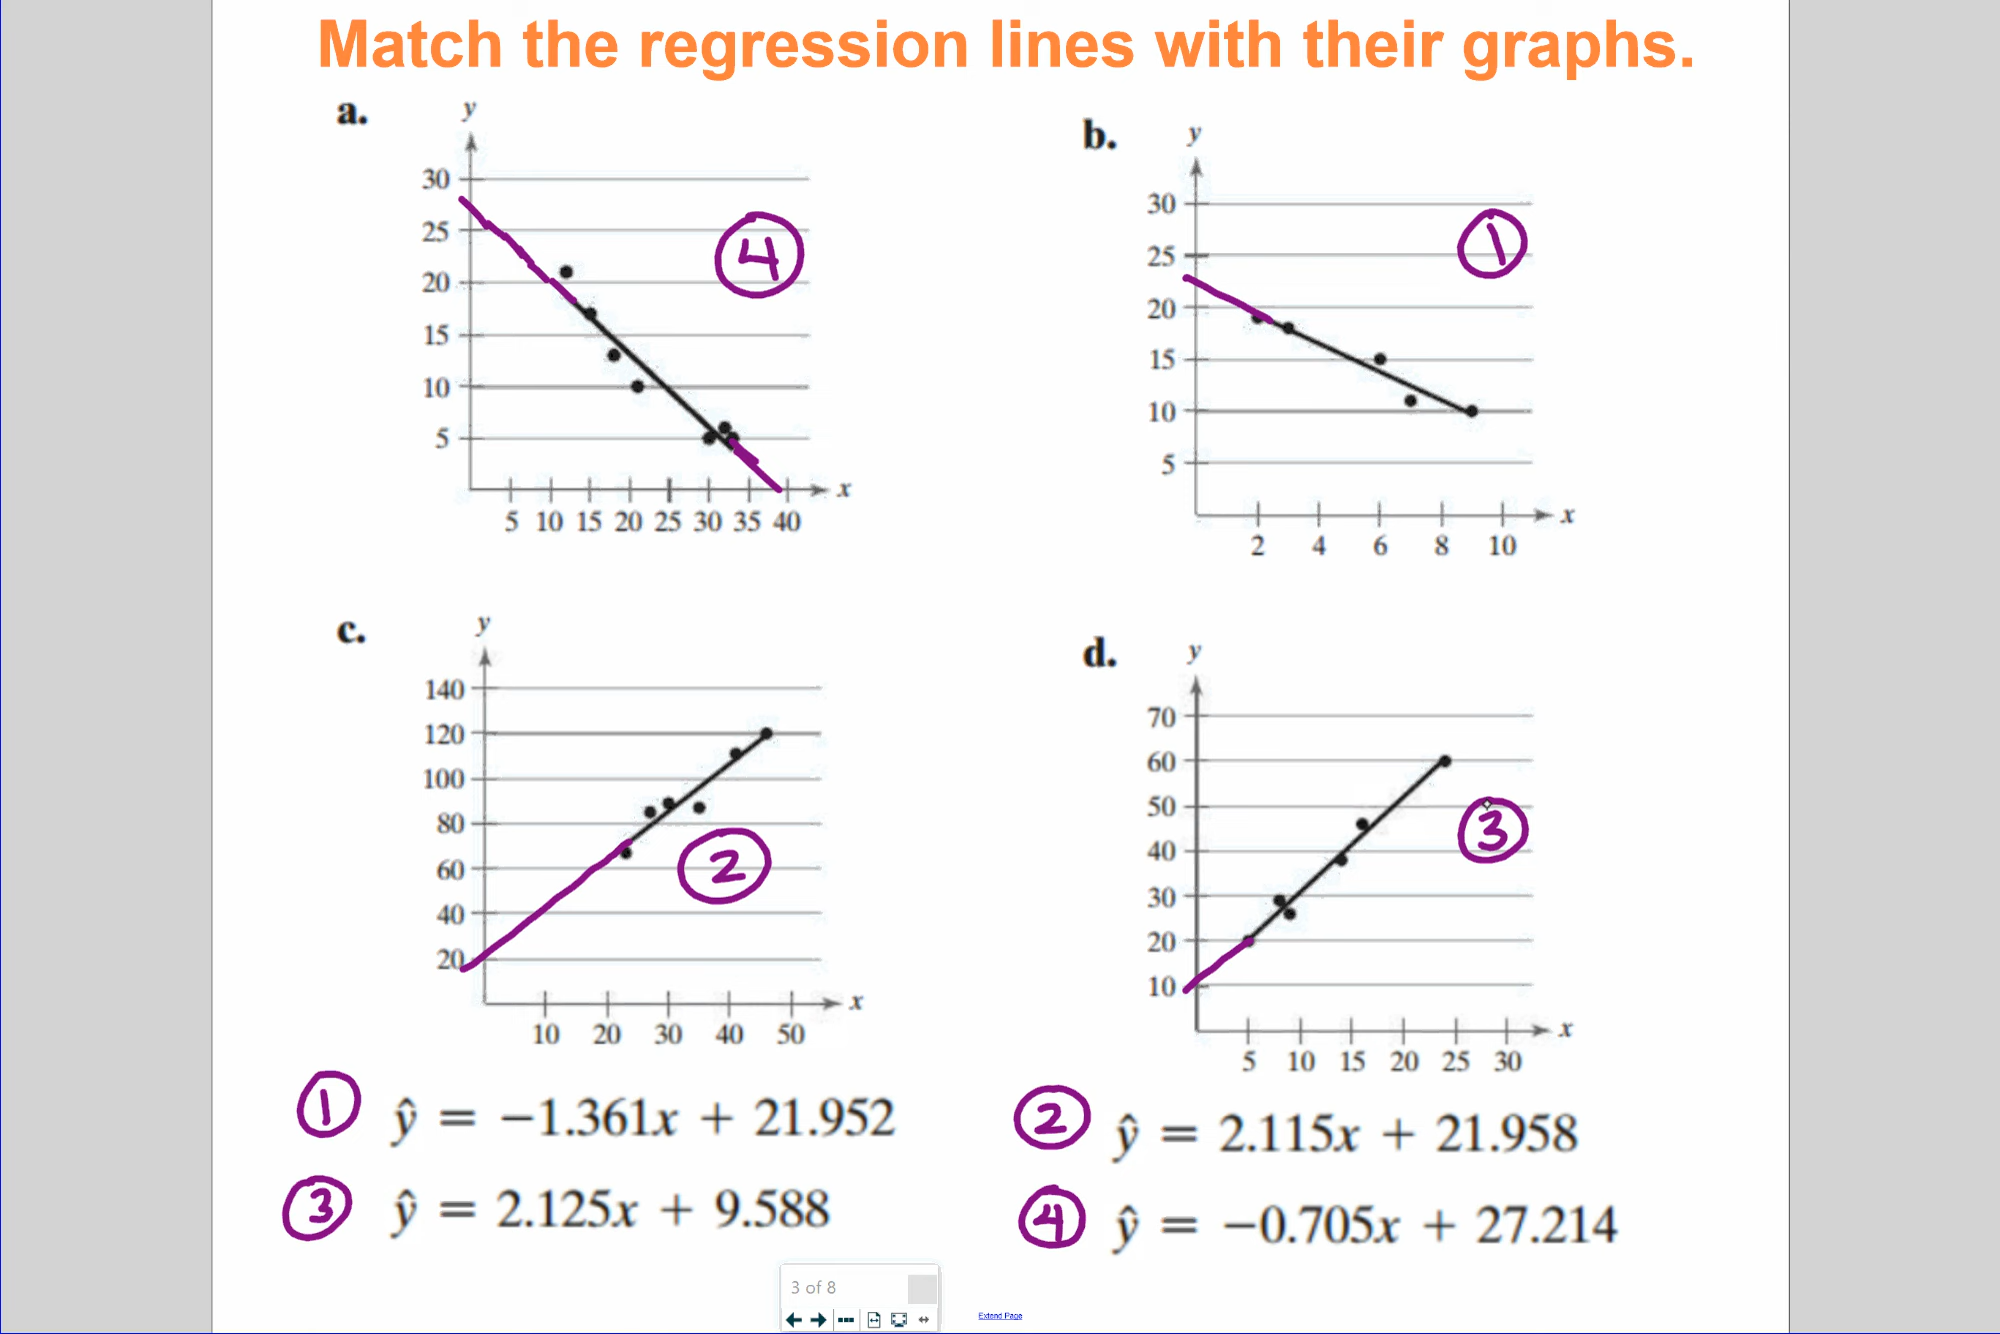 Match the regression lines with their graphs.
a.
y
30
25
20
15
10
5
5 10 15 20 25 30 35 40
x
4
b.
y
30
25
20
15
10
5
2 4 6 8 10
x
1
c.
y
140
120
100
80
60
40
20
10 20 30 40 50
x
2
d.
y
70
60
50
40
30
20
10
5 10 15 20 25 30
x
3
1 ŷ = −1.361x + 21.952
2 ŷ = 2.115x + 21.958
3 ŷ = 2.125x + 9.588
4 ŷ = −0.705x + 27.214
3 of 8
Extend Page